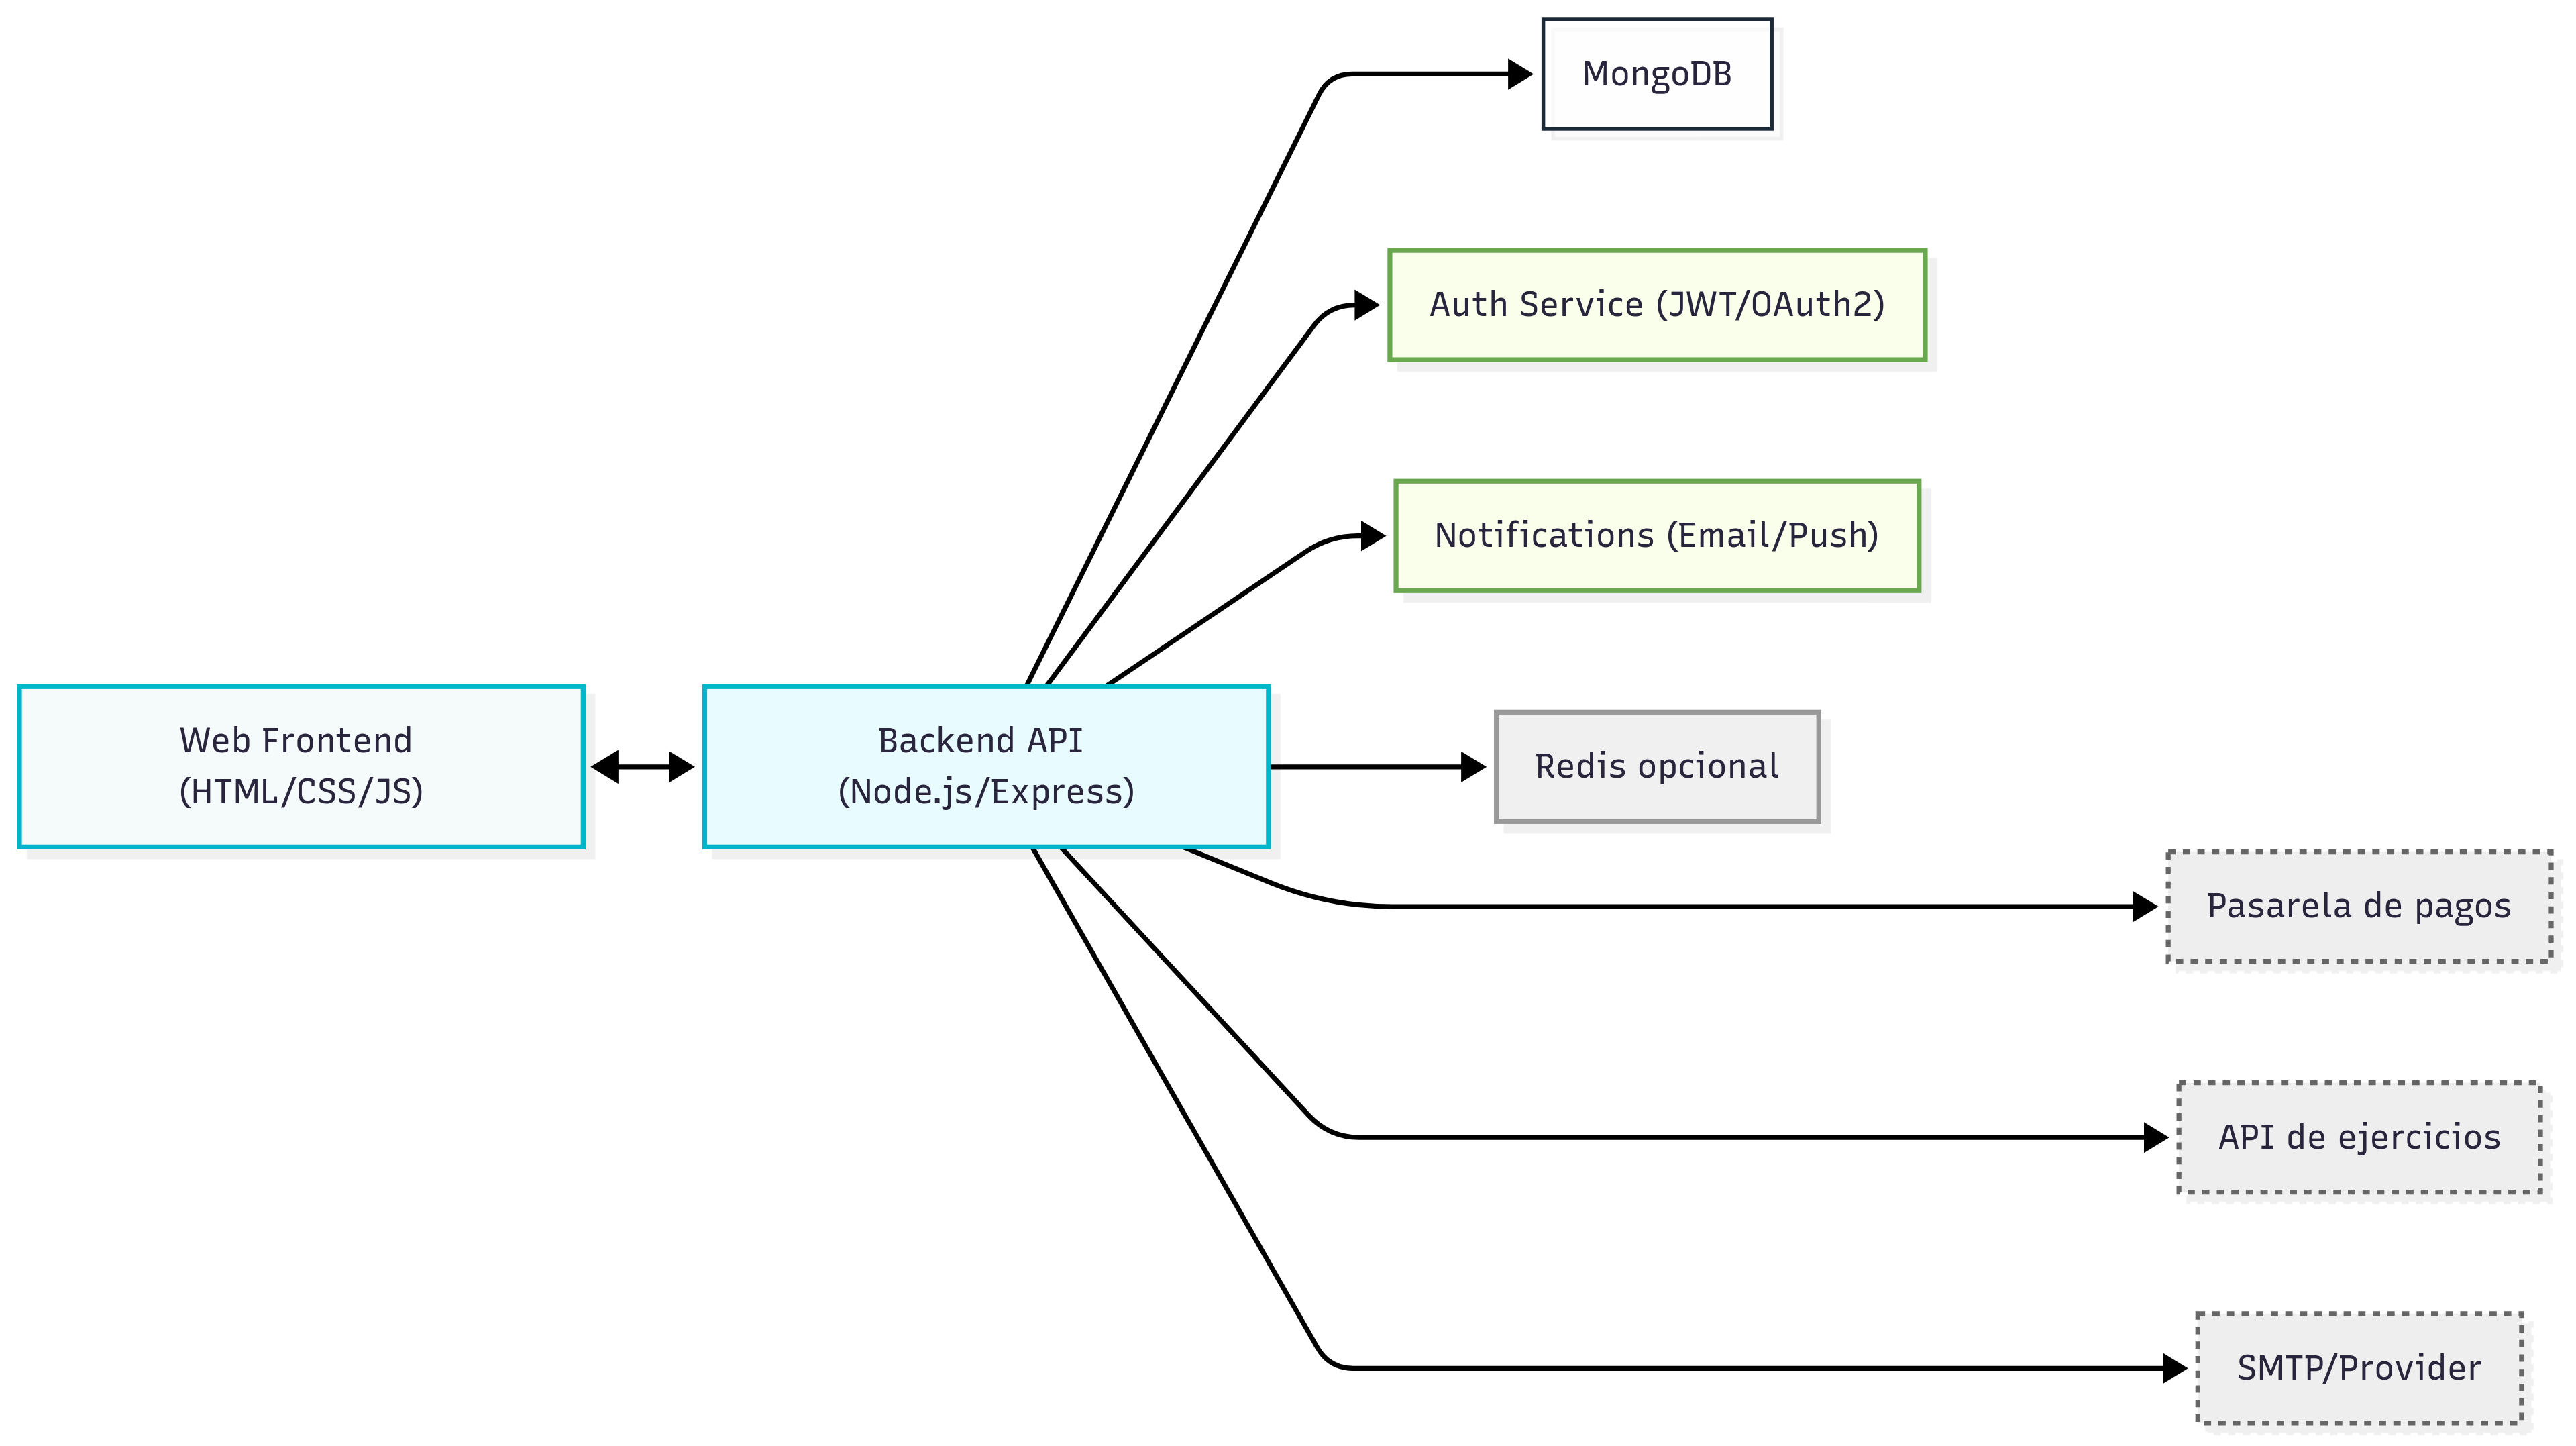 MongoDB
Auth Service (JWT/OAuth2)
Notifications (Email/Push)
Web Frontend
(HTML/CSS/JS)
Backend API
(Node.js/Express)
Redis opcional
Pasarela de pagos
API de ejercicios
SMTP/Provider